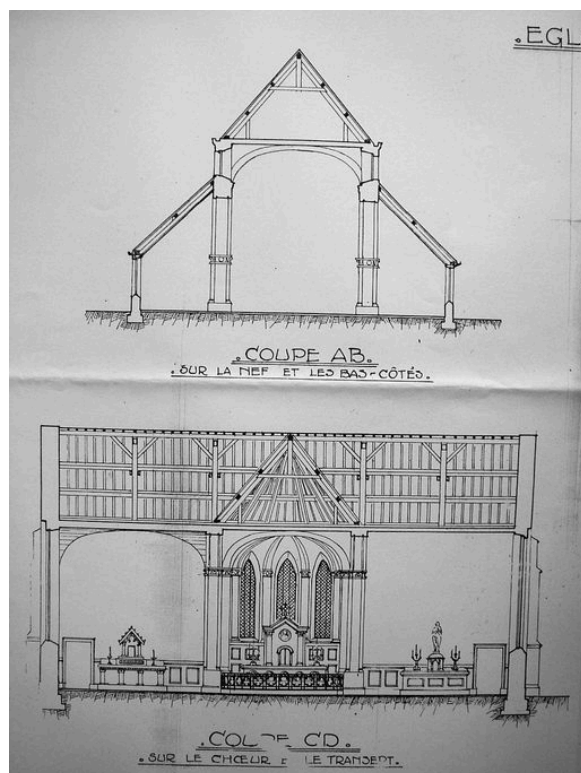 .EGL
.COUPE AB.
.SUR LA NEF ET LES BAS-CÔTÉS.
CD.
.SUR LE CHŒUR LE TRANSEPT.